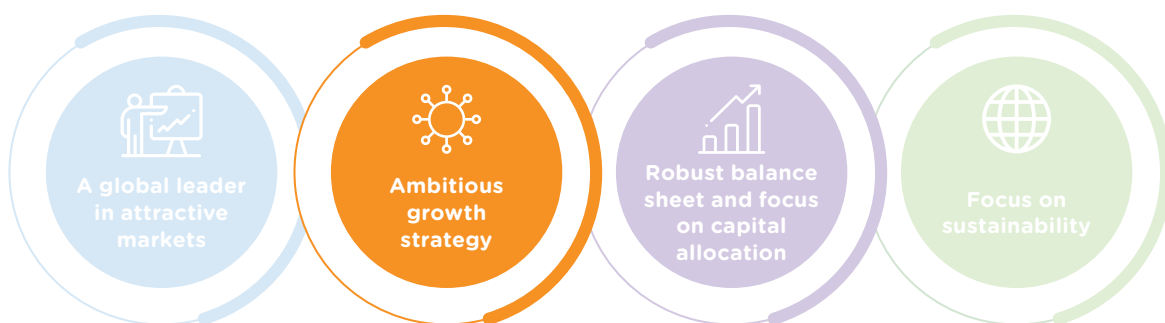 A global leader
in attractive
markets
Ambitious
growth
strategy
Robust balance
sheet and focus
on capital
allocation
Focus on
sustainability